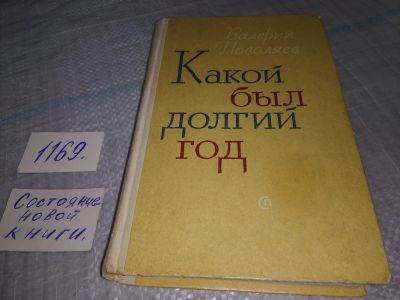 Валерий
Поволяев
Какой
был
долгий
год
1169.
Состояние
новой
книги.